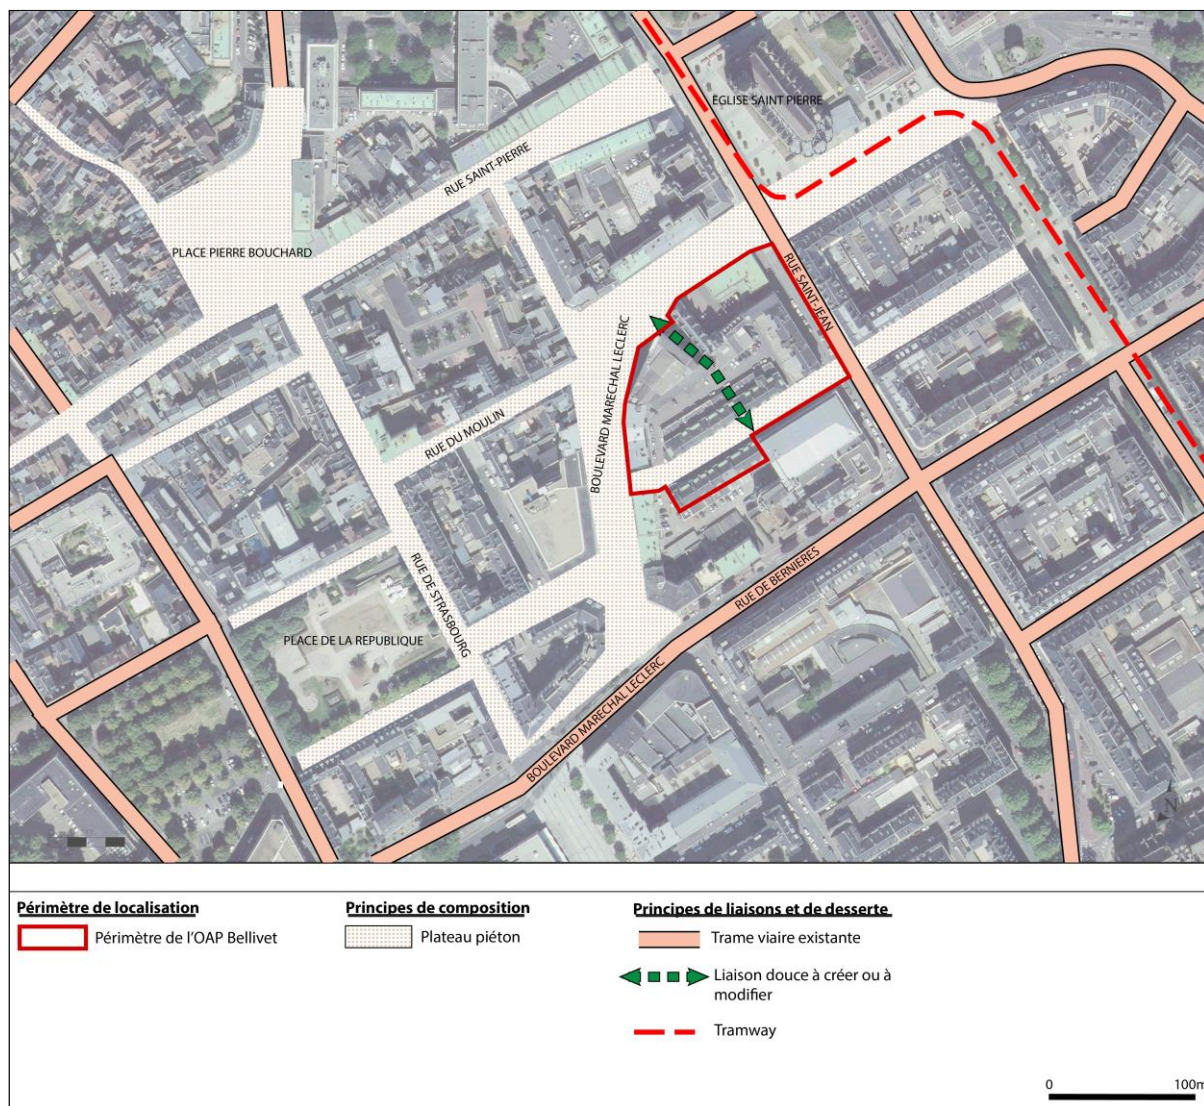 ÉGLISE SAINT PIERRE
RUE SAINT-PIERRE
PLACE PIERRE BOUCHARD
RUE SAINT-JEAN
BOULEVARD MARECHAL LECLERC
RUE DU MOULIN
RUE DE STRASBOURG
RUE DE BERNIÈRES
PLACE DE LA REPUBLIQUE
BOULEVARD MARECHAL LECLERC
N
Périmètre de localisation
Périmètre de l'OAP Bellivet
Principes de composition
Plateau piéton
Principes de liaisons et de desserte
Trame viaire existante
Liaison douce à créer ou à
modifier
Tramway
0 100m